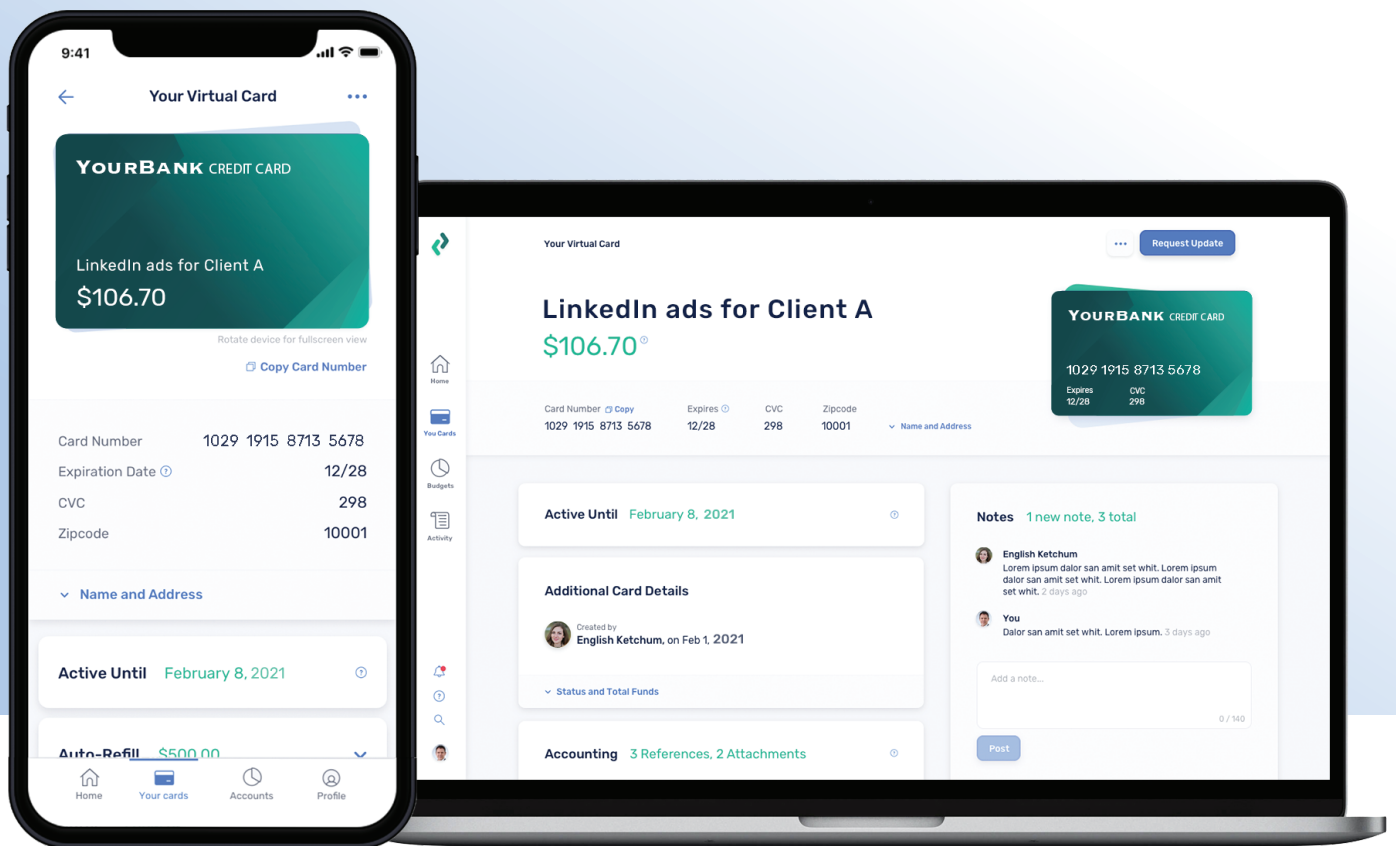 9:41
Your Virtual Card
YOURBANK CREDIT CARD
LinkedIn ads for Client A
$106.70
Rotate device for fullscreen view
Copy Card Number
Card Number 1029 1915 8713 5678
Expiration Date 12/28
CVC 298
Zipcode 10001
Name and Address
Active Until February 8, 2021
Auto-Refill $500.00
Home Your cards Accounts Profile
Your Virtual Card
Request Update
LinkedIn ads for Client A
$106.70
YOURBANK CREDIT CARD
1029 1915 8713 5678
Expires CVC
12/28 298
Card Number Copy Expires CVC Zipcode
1029 1915 8713 5678 12/28 298 10001 Name and Address
Home
You Cards
Budgets
Activity
Active Until February 8, 2021
Additional Card Details
Created by
English Ketchum, on Feb 1, 2021
Status and Total Funds
Accounting 3 References, 2 Attachments
Notes 1 new note, 3 total
English Ketchum
Lorem ipsum dalor san amit set whit. Lorem ipsum
dalor san amit set whit. Lorem ipsum dalor san amit
set whit. 2 days ago
You
Dalor san amit set whit. Lorem ipsum. 3 days ago
Add a note...
0 / 140
Post